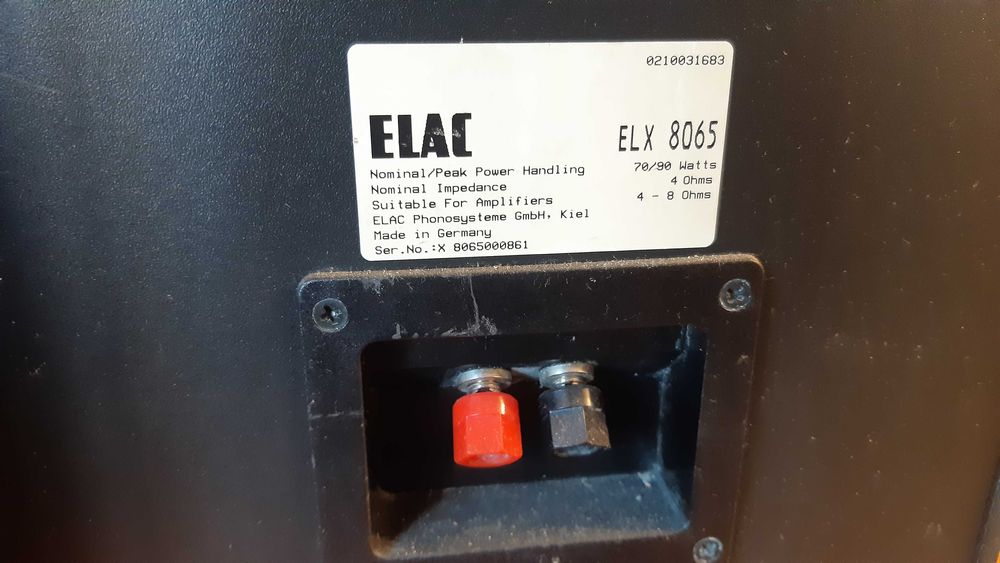 0210031683
ELAC ELX 8065
Nominal/Peak Power Handling 70/90 Watts
Nominal Impedance 4 Ohms
Suitable For Amplifiers 4 - 8 Ohms
ELAC Phonosysteme GmbH, Kiel
Made in Germany
Ser.No.:X 8065000861